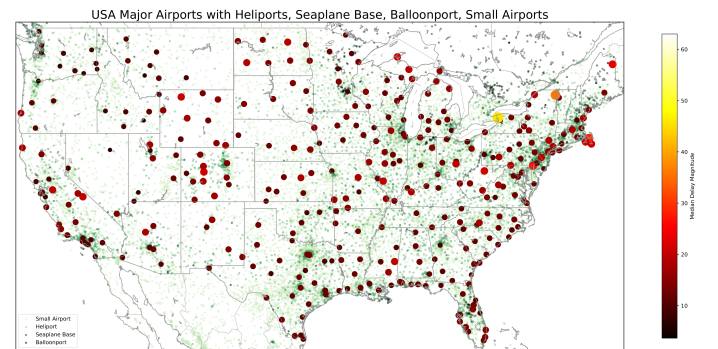 USA Major Airports with Heliports, Seaplane Base, Balloonport, Small Airports
60
50
40
30
20
10
Median Delay Magnitude
Small Airport
Heliport
Seaplane Base
Balloonport